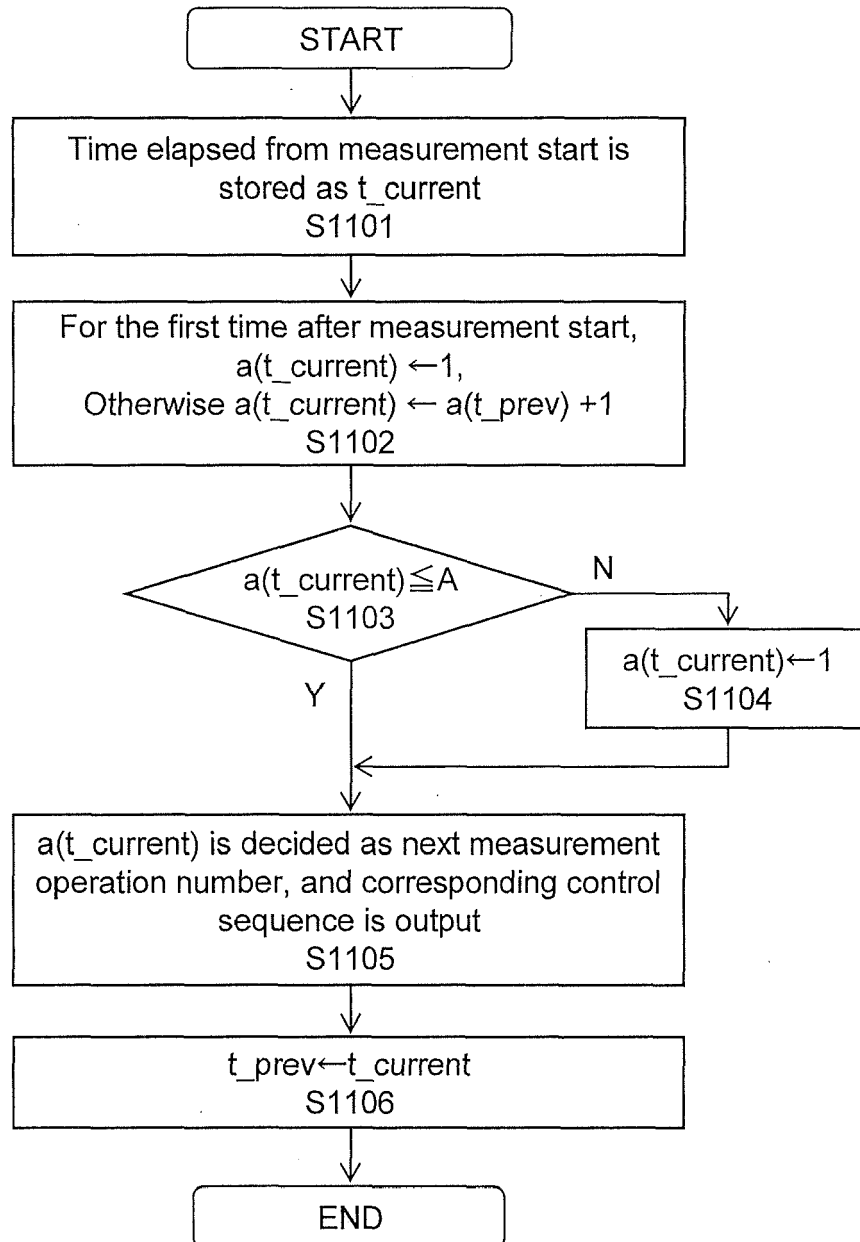 START
Time elapsed from measurement start is
stored as t_current
S1101
For the first time after measurement start,
a(t_current) ←1,
Otherwise a(t_current) ← a(t_prev) +1
S1102
a(t_current)≦A
S1103
N
a(t_current)←1
S1104
Y
a(t_current) is decided as next measurement
operation number, and corresponding control
sequence is output
S1105
t_prev←t_current
S1106
END